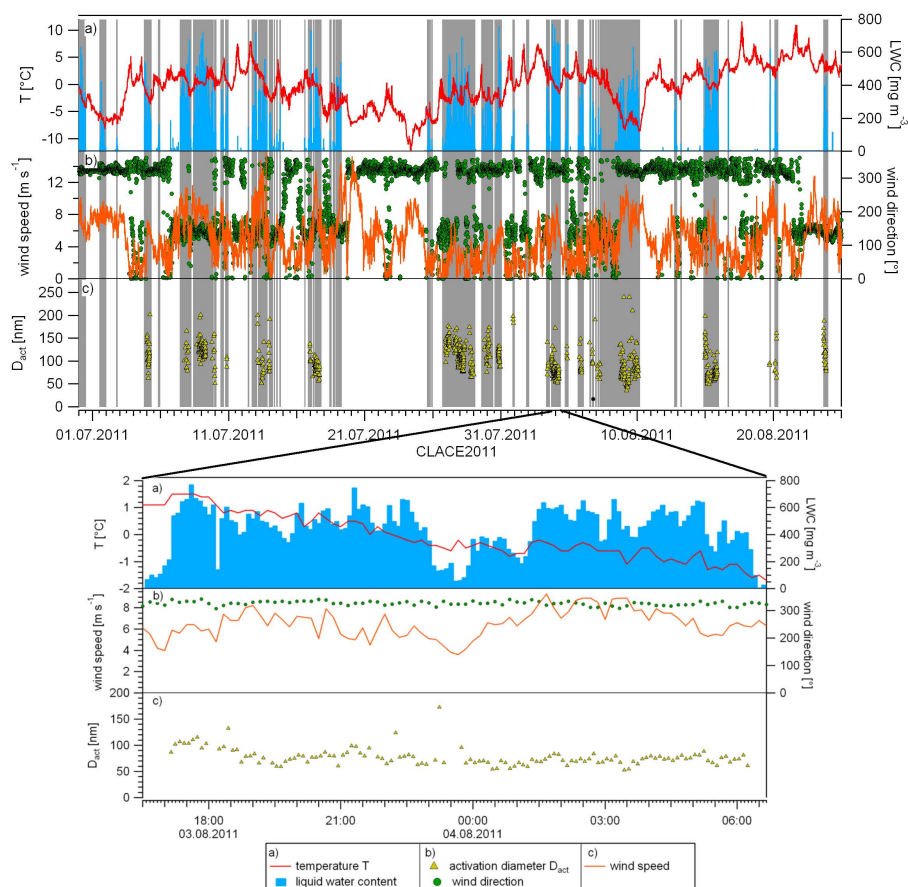 a)
10
5
0
-5
-10
T [°C]
800
600
400
200
0
LWC [mg m-3]
b)
12
8
4
0
wind speed [m s-1]
300
200
100
0
wind direction [°]
c)
250
200
150
100
50
0
Dact [nm]
01.07.2011 11.07.2011 21.07.2011 31.07.2011 10.08.2011 20.08.2011
CLACE2011
a)
2
1
0
-1
-2
T [°C]
800
600
400
200
0
LWC [mg m-3]
b)
8
6
4
2
wind speed [m s-1]
300
200
100
0
wind direction [°]
c)
200
150
100
50
0
Dact [nm]
18:00 21:00 00:00 03:00 06:00
03.08.2011 04.08.2011
a) b) c)
temperature T activation diameter Dact wind speed
liquid water content wind direction